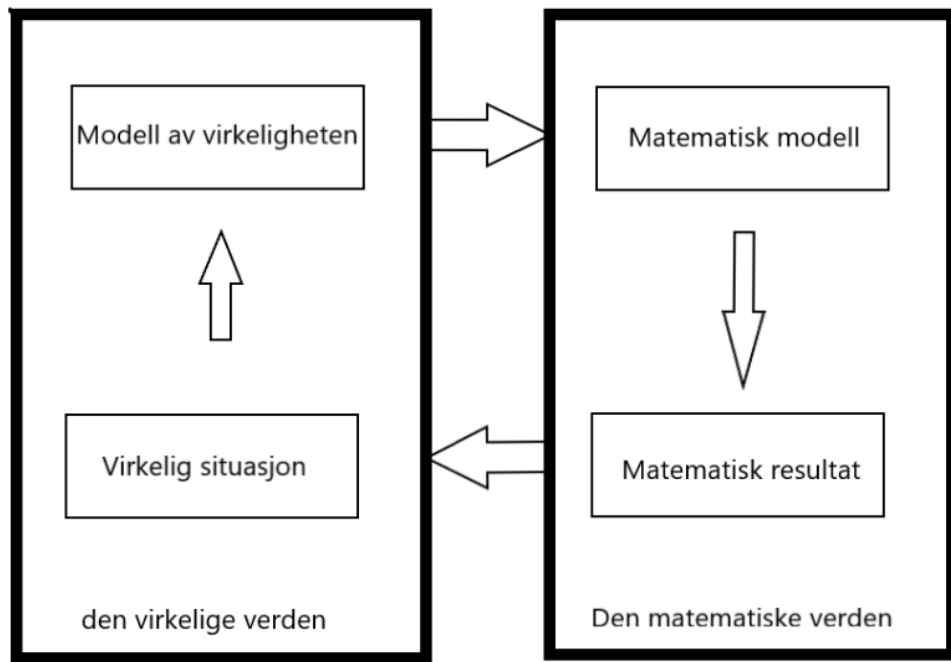 Modell av virkeligheten
Matematisk modell
Virkelig situasjon
Matematisk resultat
den virkelige verden
Den matematiske verden